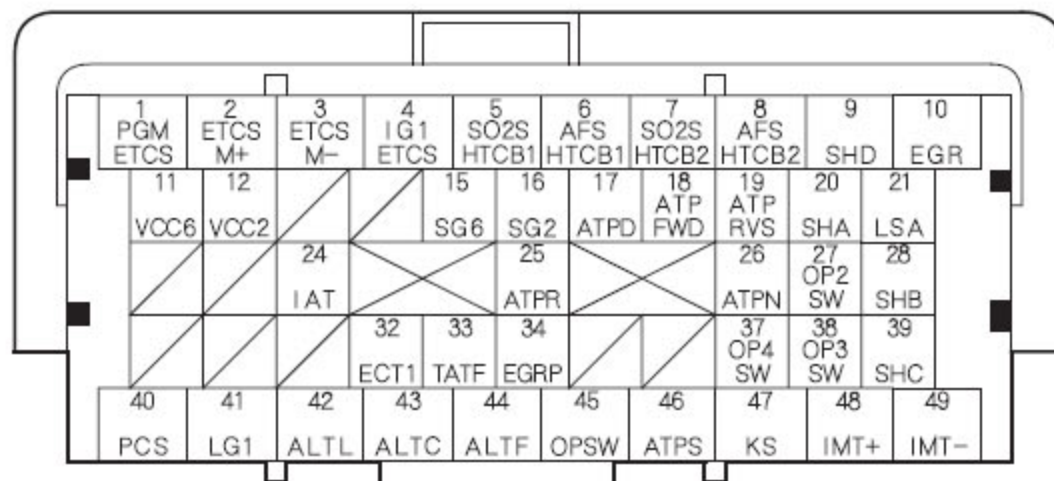 1 2 3 4 5 6 7 8 9 10
PGM ETCS ETCS IG1 SO2S AFS SO2S AFS
ETCS M+ M- ETCS HTCB1 HTCB1 HTCB2 HTCB2 SHD EGR
11 12 15 16 17 18 19 20 21
ATP ATP
VCC6 VCC2 SG6 SG2 ATPD FWD RVS SHA LSA
24 25 26 27 28
OP2
IAT ATPR ATPN SW SHB
32 33 34 37 38 39
OP4 OP3
ECT1 TATF EGRP SW SW SHC
40 41 42 43 44 45 46 47 48 49
PCS LG1 ALTL ALTC ALTF OPSW ATPS KS IMT+ IMT-